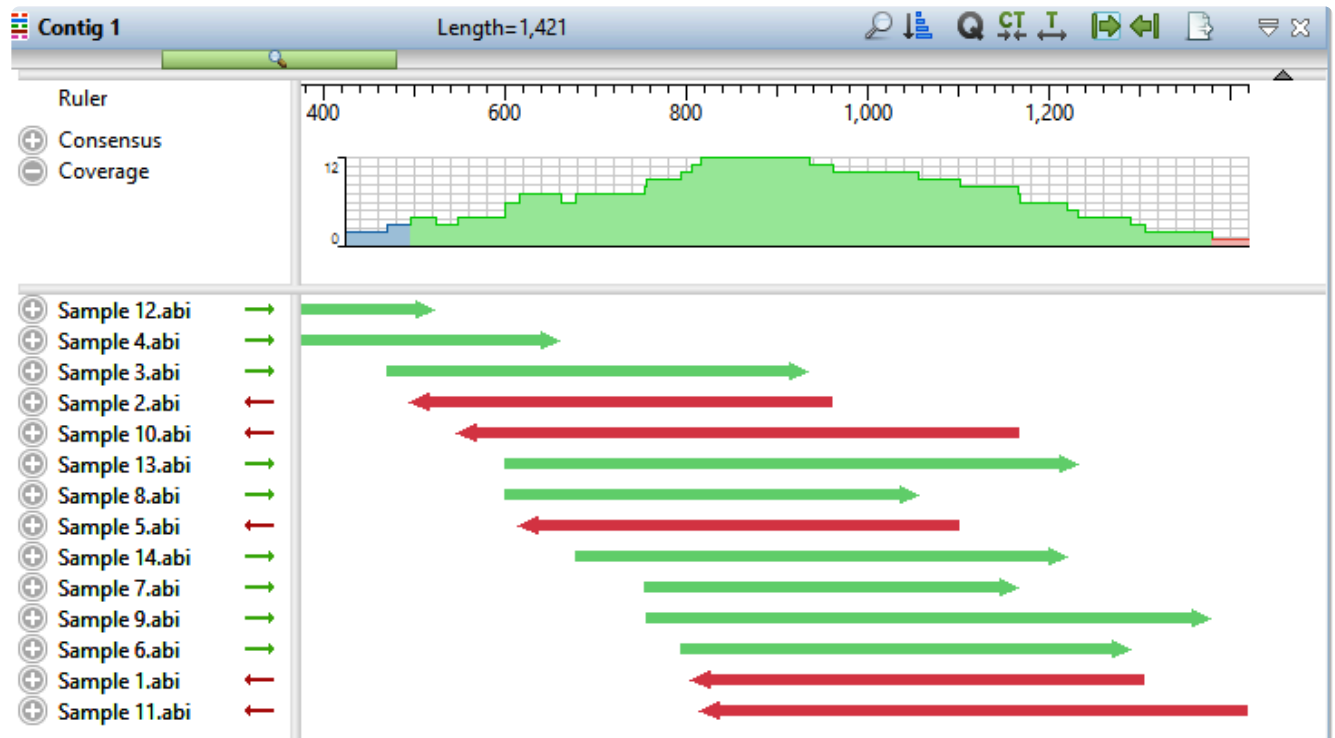 Contig 1 Length=1,421 Q CT T
Ruler 400 600 800 1,000 1,200
Consensus
Coverage 12
0
Sample 12.abi
Sample 4.abi
Sample 3.abi
Sample 2.abi
Sample 10.abi
Sample 13.abi
Sample 8.abi
Sample 5.abi
Sample 14.abi
Sample 7.abi
Sample 9.abi
Sample 6.abi
Sample 1.abi
Sample 11.abi